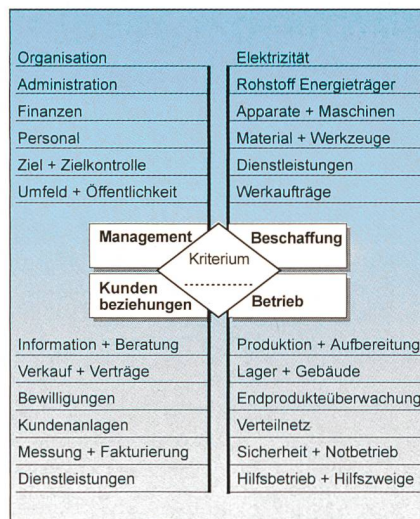 Organisation
Administration
Finanzen
Personal
Ziel + Zielkontrolle
Umfeld + Öffentlichkeit
Elektrizität
Rohstoff Energieträger
Apparate + Maschinen
Material + Werkzeuge
Dienstleistungen
Werkaufträge
Management
Beschaffung
Kriterium
Kunden
beziehungen
Betrieb
Information + Beratung
Verkauf + Verträge
Bewilligungen
Kundenanlagen
Messung + Fakturierung
Dienstleistungen
Produktion + Aufbereitung
Lager + Gebäude
Endprodukteüberwachung
Verteilnetz
Sicherheit + Notbetrieb
Hilfsbetrieb + Hilfszweige